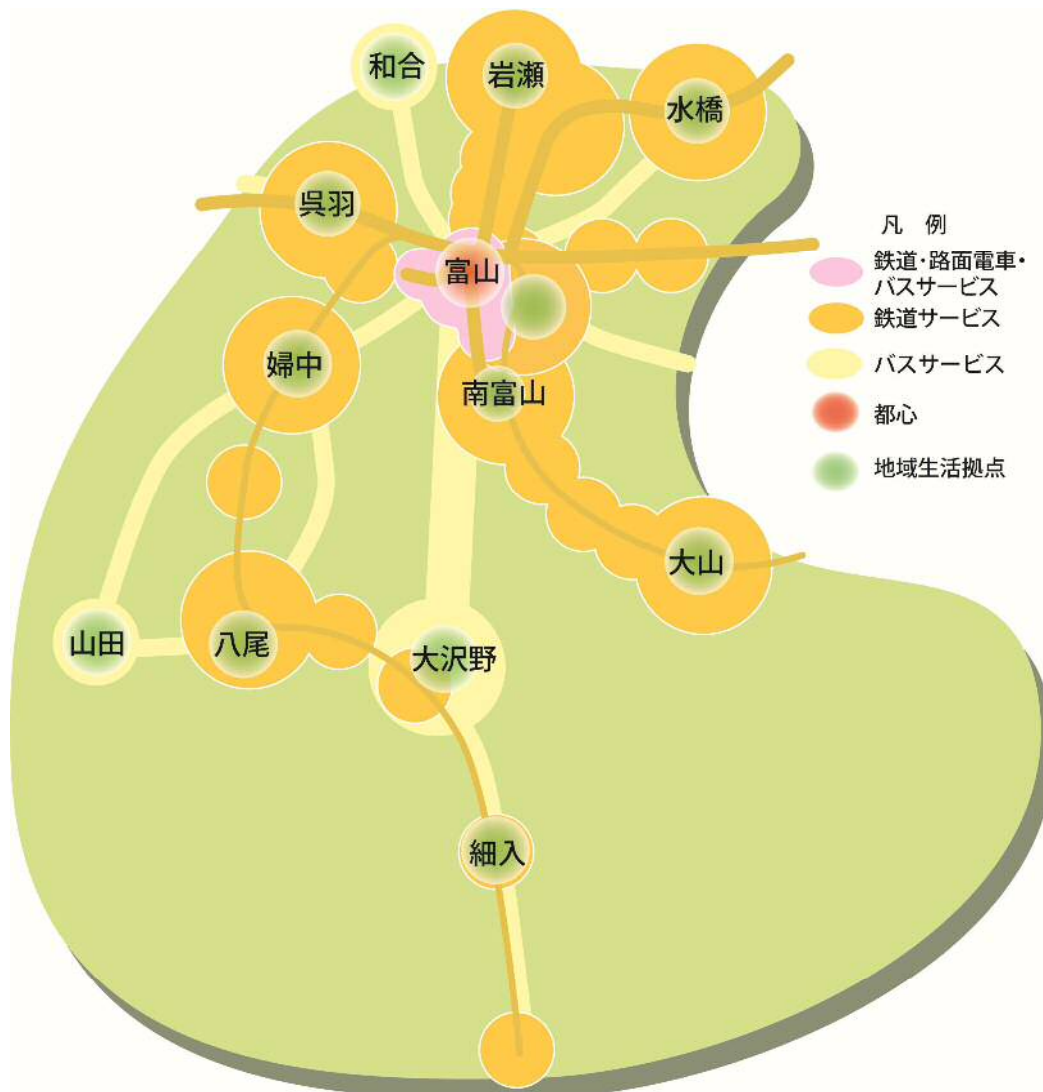 和合
岩瀬
水橋
呉羽
富山
婦中
南富山
大山
山田
八尾
大沢野
細入
凡 例
鉄道・路面電車・
バスサービス
鉄道サービス
バスサービス
都心
地域生活拠点